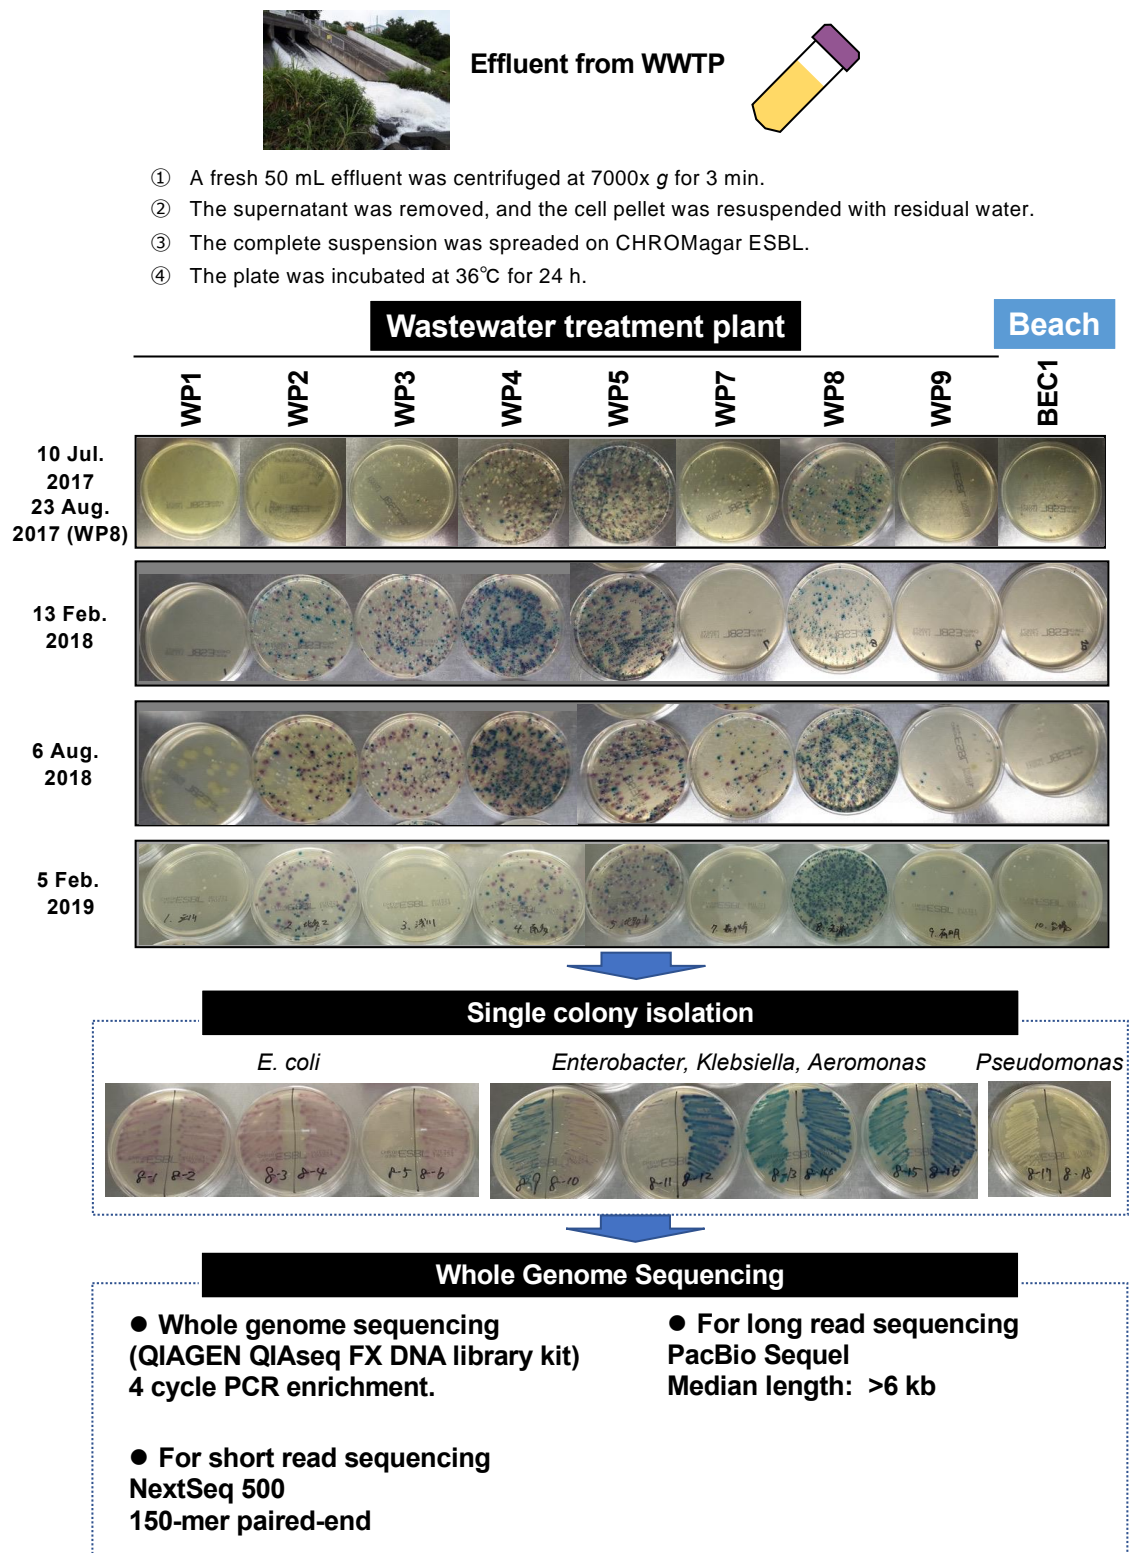 Effluent from WWTP
① A fresh 50 mL effluent was centrifuged at 7000x g for 3 min.
② The supernatant was removed, and the cell pellet was resuspended with residual water.
③ The complete suspension was spreaded on CHROMagar ESBL.
④ The plate was incubated at 36℃ for 24 h.
Wastewater treatment plant
Beach
WP1 WP2 WP3 WP4 WP5 WP7 WP8 WP9 BEC1
10 Jul.
2017
23 Aug.
2017 (WP8)
13 Feb.
2018
6 Aug.
2018
5 Feb.
2019
Single colony isolation
E. coli
Enterobacter, Klebsiella, Aeromonas
Pseudomonas
8-1 8-2 8-3 8-4 8-5 8-6 8-9 8-10 8-11 8-12 8-13 8-14 8-15 8-16 8-17 8-18
Whole Genome Sequencing
● Whole genome sequencing
(QIAGEN QIAseq FX DNA library kit)
4 cycle PCR enrichment.
● For long read sequencing
PacBio Sequel
Median length: >6 kb
● For short read sequencing
NextSeq 500
150-mer paired-end